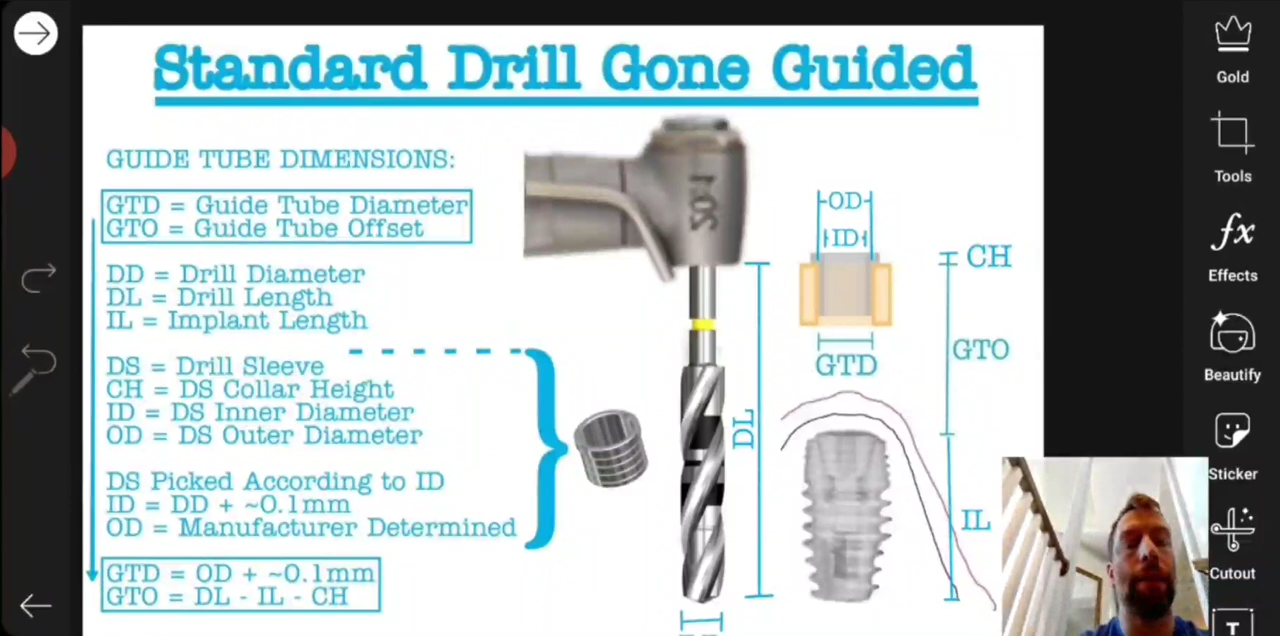 Standard Drill Gone Guided
GUIDE TUBE DIMENSIONS:
GTD = Guide Tube Diameter
GTO = Guide Tube Offset
DD = Drill Diameter
DL = Drill Length
IL = Implant Length
DS = Drill Sleeve
CH = DS Collar Height
ID = DS Inner Diameter
OD = DS Outer Diameter
DS Picked According to ID
ID = DD + ~0.1mm
OD = Manufacturer Determined
GTD = OD + ~0.1mm
GTO = DL - IL - CH
DL
OD
ID
CH
GTD
GTO
IL
Gold
Tools
fx
Effects
Beautify
Sticker
Cutout
T